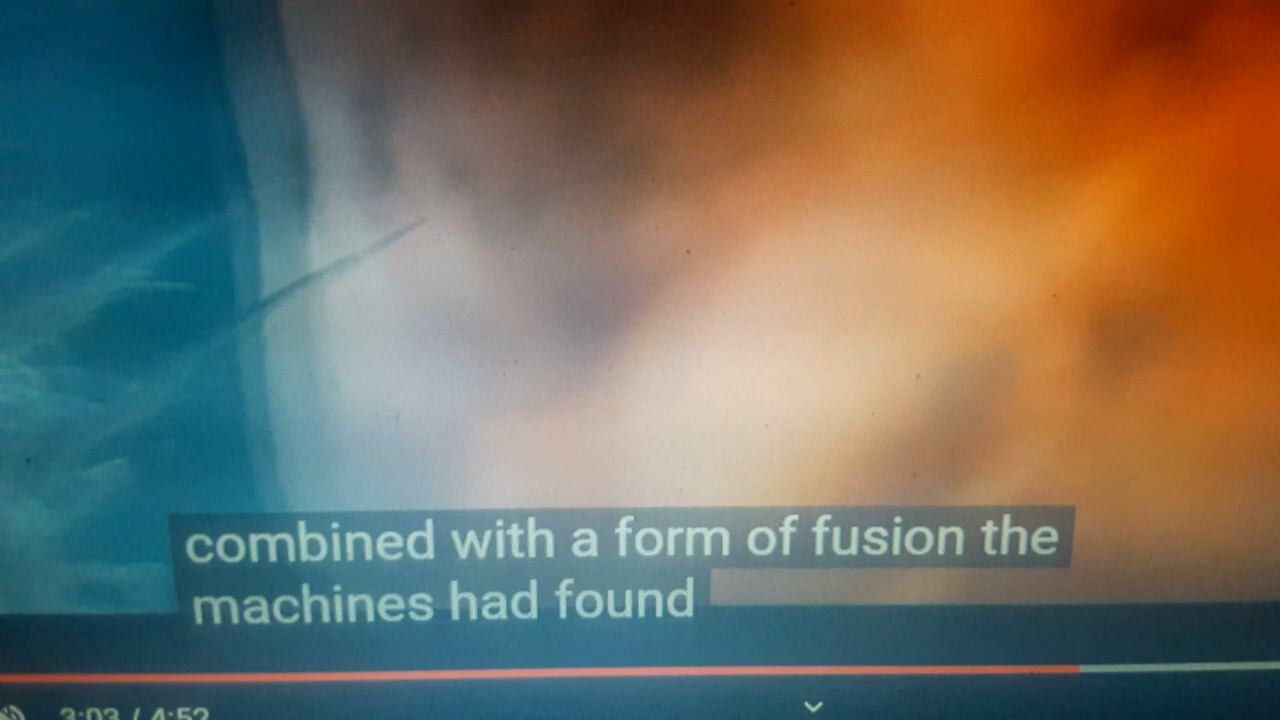 combined with a form of fusion the
machines had found
3:03 / 4:52